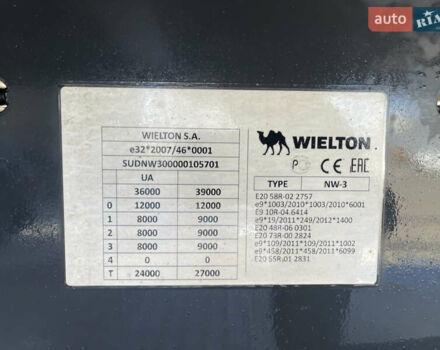 auto RIA
WIELTON S.A.
e32*2007/46*0001
SUDNW300000105701
UA
36000 39000
0 12000 12000
1 8000 9000
2 8000 9000
3 8000 9000
4 0 0
T 24000 27000
WIELTON
P CE EAC
TYPE NW-3
E20 58R-02 2757
e9*1003/2010*1003/2010*6001
E9 10R-04.6414
e9*19/2011*249/2012*1400
E20 48R-06 0301
E20 73R-00 2824
e9*109/2011*109/2011*1002
e9*458/2011*458/2011*6099
E20 55R-01 2831